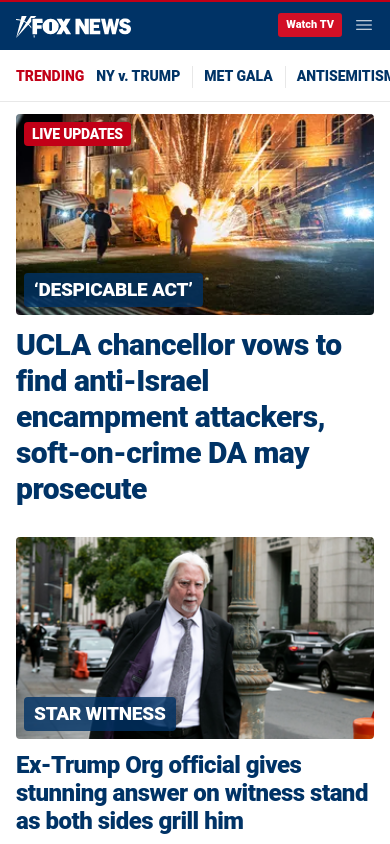 FOX NEWS
Watch TV
TRENDING NY v. TRUMP MET GALA ANTISEMITISM
LIVE UPDATES
‘DESPICABLE ACT’
UCLA chancellor vows to
find anti-Israel
encampment attackers,
soft-on-crime DA may
prosecute
STAR WITNESS
Ex-Trump Org official gives
stunning answer on witness stand
as both sides grill him